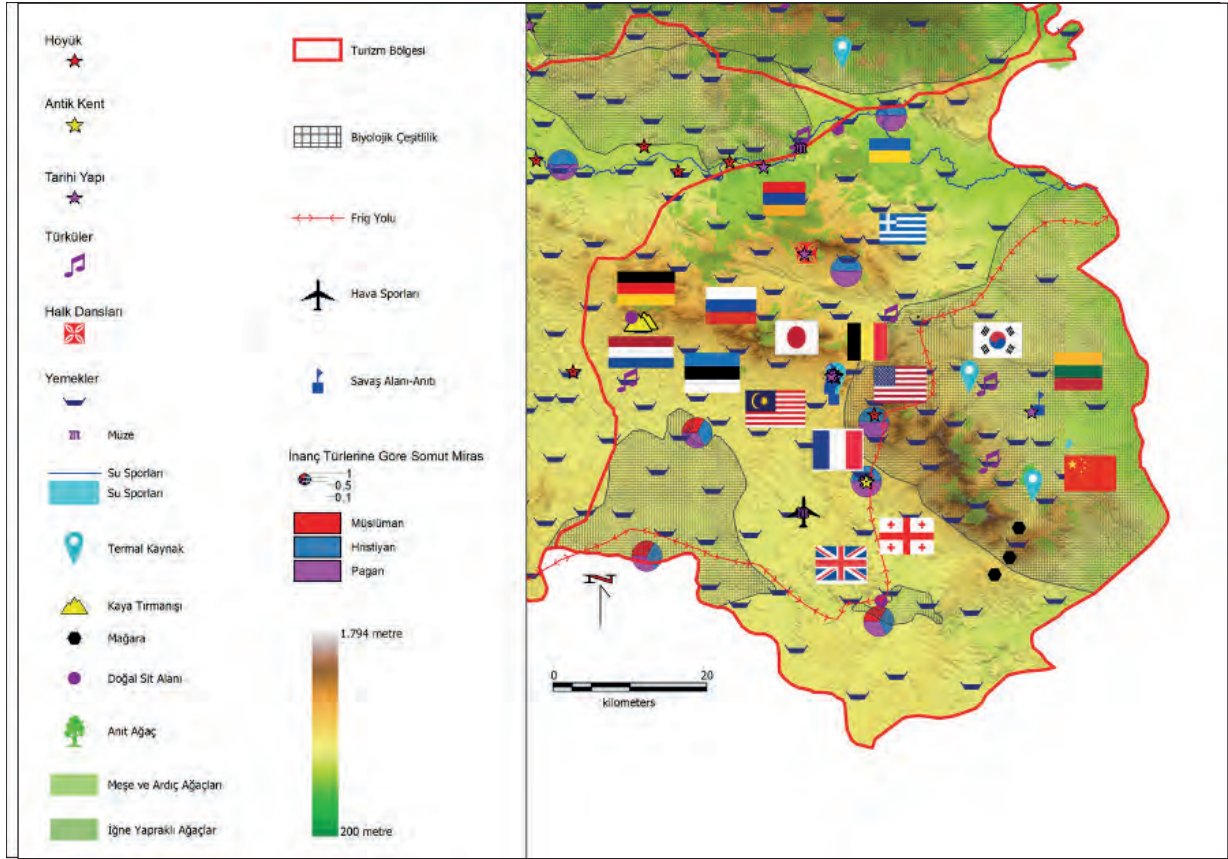 Höyük
Antik Kent
Tarihi Yapı
Türküler
Halk Dansları
Yemekler
Müze
Su Sporları
Su Sporları
Termal Kaynak
Kaya Tırmanışı
Mağara
Doğal Sit Alanı
Anıt Ağaç
Meşe ve Ardıç Ağaçları
İğne Yapraklı Ağaçlar
Turizm Bölgesi
Biyolojik Çeşitlilik
Frig Yolu
Hava Sporları
Savaş Alanı-Anıtı
İnanç Türlerine Göre Somut Miras
1
0.5
0.1
Müslüman
Hristiyan
Pagan
1.794 metre
200 metre
N
0 20
kilometers